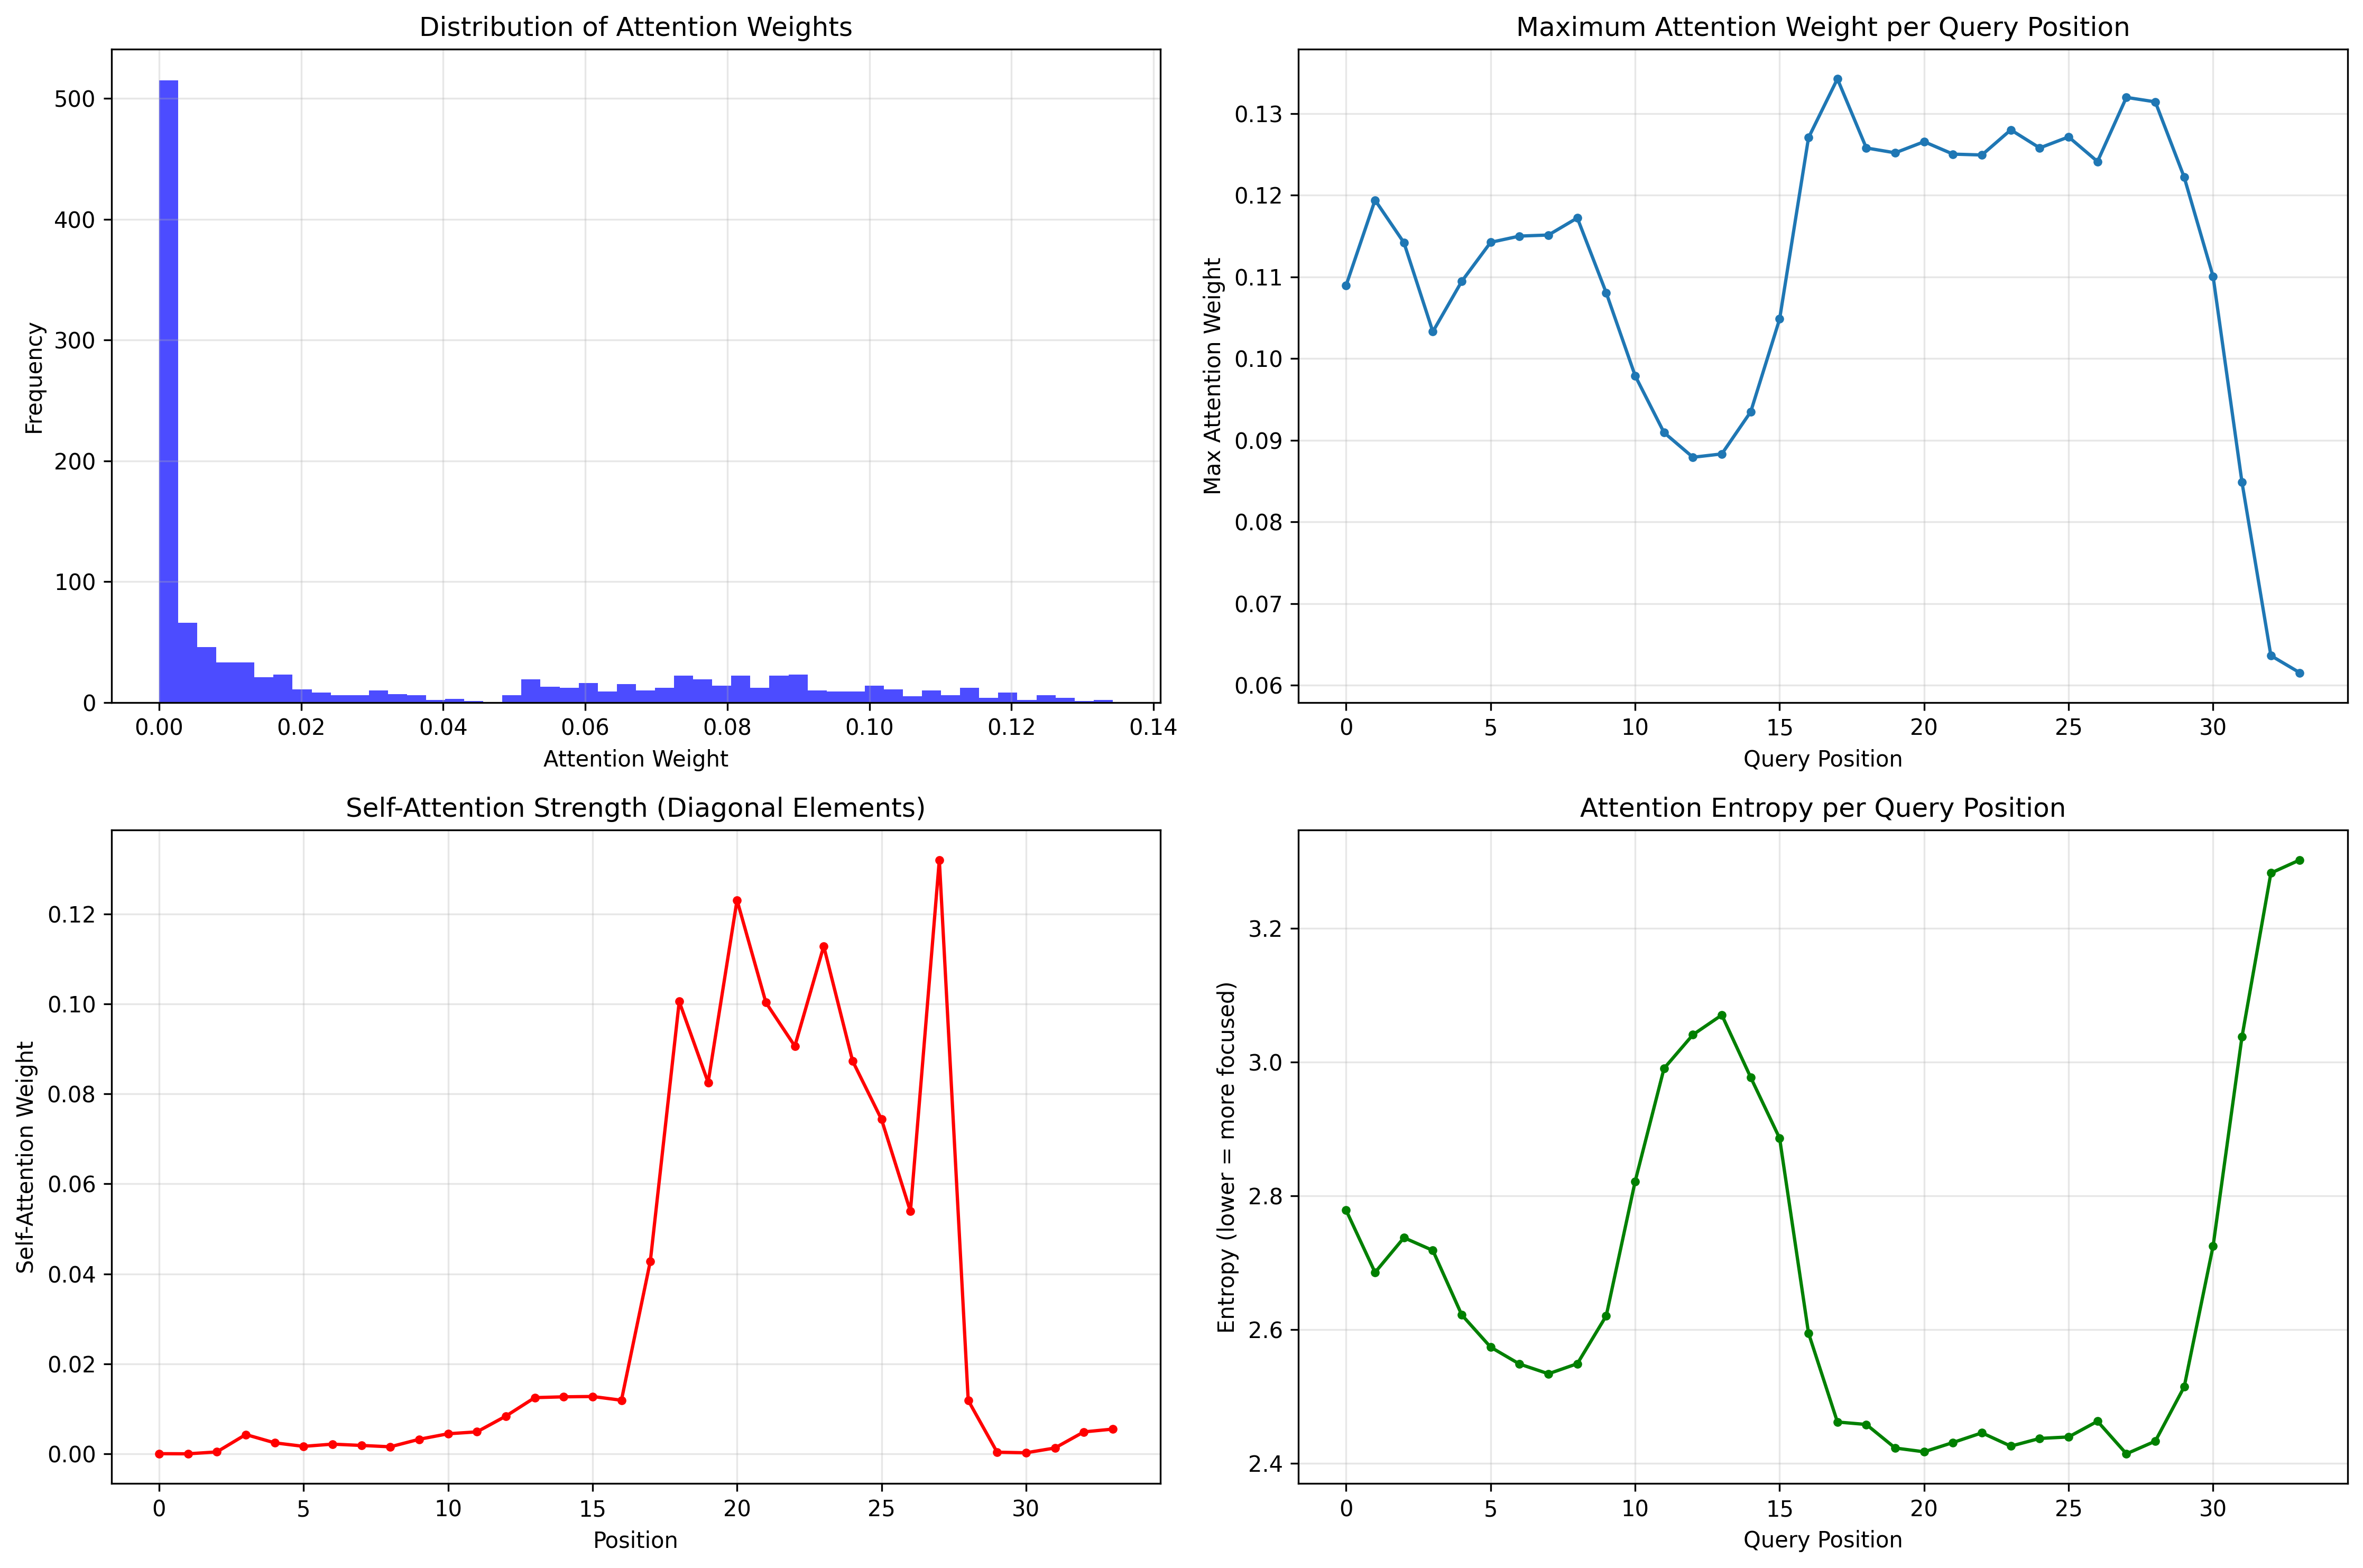 Distribution of Attention Weights
Frequency
500
400
300
200
100
0
0.00 0.02 0.04 0.06 0.08 0.10 0.12 0.14
Attention Weight
Maximum Attention Weight per Query Position
Max Attention Weight
0.13
0.12
0.11
0.10
0.09
0.08
0.07
0.06
0 5 10 15 20 25 30
Query Position
Self-Attention Strength (Diagonal Elements)
Self-Attention Weight
0.12
0.10
0.08
0.06
0.04
0.02
0.00
0 5 10 15 20 25 30
Position
Attention Entropy per Query Position
Entropy (lower = more focused)
3.2
3.0
2.8
2.6
2.4
0 5 10 15 20 25 30
Query Position